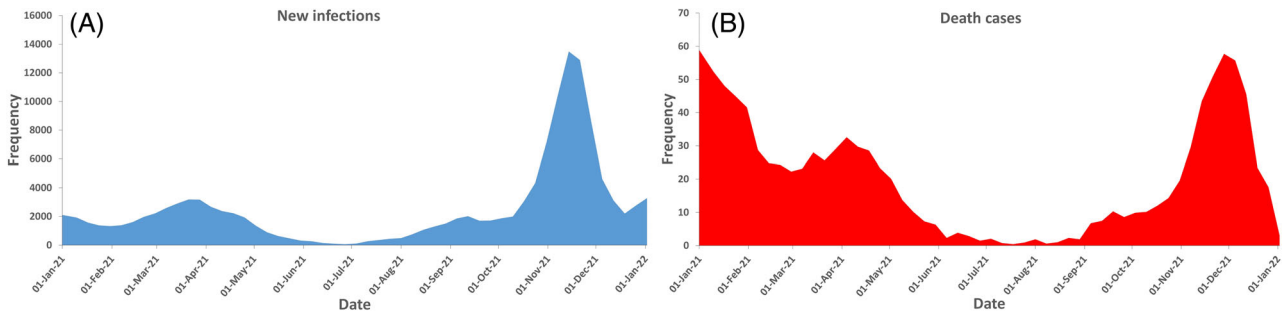 (A)
New infections
Frequency
16000
14000
12000
10000
8000
6000
4000
2000
0
01-Jan-21
01-Feb-21
01-Mar-21
01-Apr-21
01-May-21
01-Jun-21
01-Jul-21
01-Aug-21
01-Sep-21
01-Oct-21
01-Nov-21
01-Dec-21
01-Jan-22
Date
(B)
Death cases
Frequency
70
60
50
40
30
20
10
0
01-Jan-21
01-Feb-21
01-Mar-21
01-Apr-21
01-May-21
01-Jun-21
01-Jul-21
01-Aug-21
01-Sep-21
01-Oct-21
01-Nov-21
01-Dec-21
01-Jan-22
Date